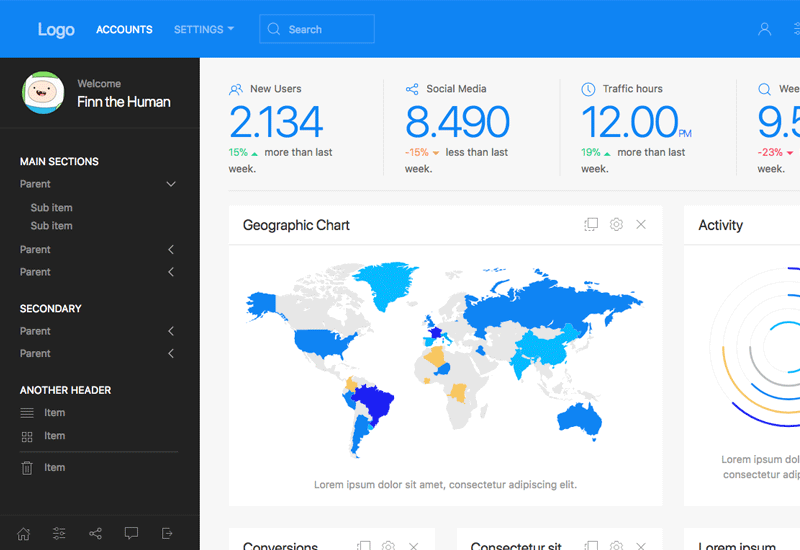 Logo
ACCOUNTS
SETTINGS
Search
Welcome
Finn the Human
MAIN SECTIONS
Parent
Sub item
Sub item
Parent
Parent
SECONDARY
Parent
Parent
ANOTHER HEADER
Item
Item
Item
New Users
2.134
15% more than last
week.
Social Media
8.490
-15% less than last
week.
Traffic hours
12.00 PM
19% more than last
week.
-23%
week.
Geographic Chart
Lorem ipsum dolor sit amet, consectetur adipiscing elit.
Activity
Lorem ipsum dolo
consectetur adip
Conversions
Consectetur sit
Lorem ipsum